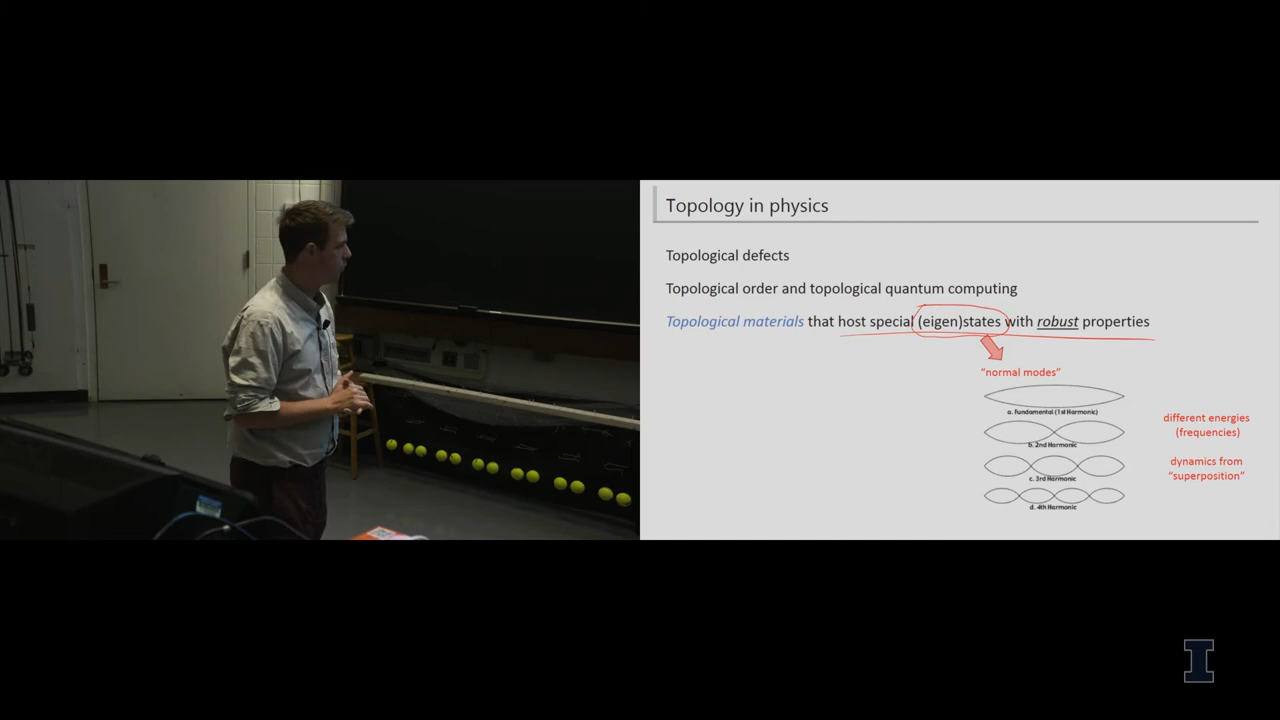 Topology in physics
Topological defects
Topological order and topological quantum computing
Topological materials that host special (eigen)states with robust properties
"normal modes"
a. Fundamental (1st Harmonic)
b. 2nd Harmonic
c. 3rd Harmonic
d. 4th Harmonic
different energies
(frequencies)
dynamics from
"superposition"
I